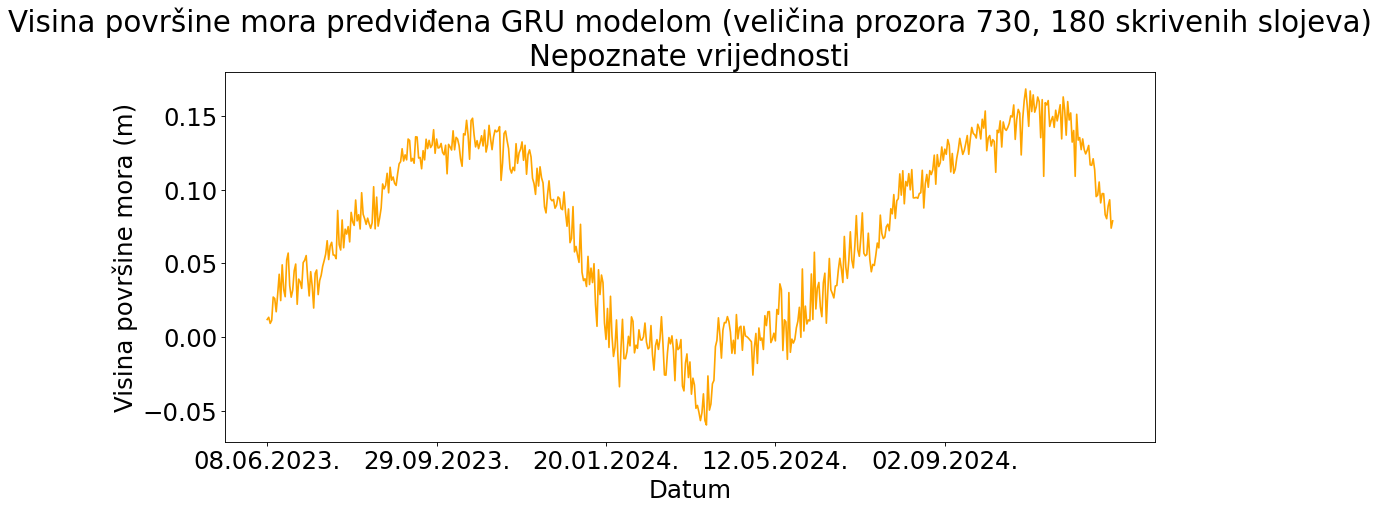 Visina površine mora predviđena GRU modelom (veličina prozora 730, 180 skrivenih slojeva)
Nepoznate vrijednosti
Visina površine mora (m)
0.15
0.10
0.05
0.00
−0.05
08.06.2023. 29.09.2023. 20.01.2024. 12.05.2024. 02.09.2024.
Datum